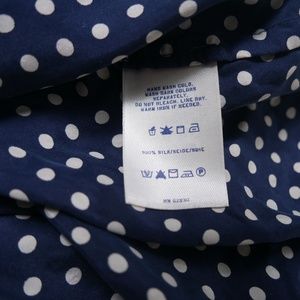 HAND WASH COLD.
WASH DARK COLORS
SEPARATELY.
DO NOT BLEACH. LINE DRY.
WARM IRON IF NEEDED.
100% SILK/SEIDE/SOIE
RN